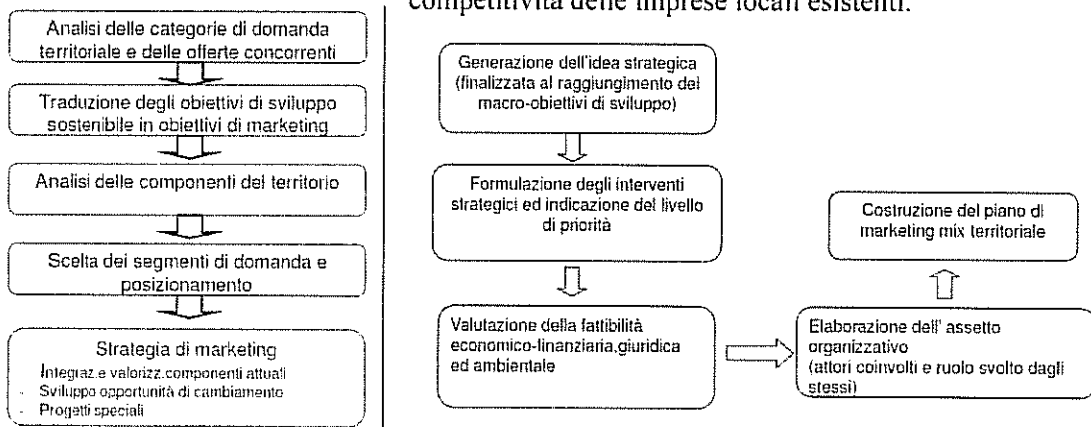 Analisi delle categorie di domanda
territoriale e delle offerte concorrenti
Traduzione degli obiettivi di sviluppo
sostenibile in obiettivi di marketing
Analisi delle componenti del territorio
Scelta dei segmenti di domanda e
posizionamento
Strategia di marketing
Integraz.e valorizz.componenti attuali
- Sviluppo opportunità di cambiamento
- Progetti speciali
competitività delle imprese locali esistenti.
Generazione dell'idea strategica
(finalizzata al raggiungimento dei
macro-obiettivi di sviluppo)
Formulazione degli interventi
strategici ed indicazione del livello
di priorità
Valutazione della fattibilità
economico-finanziaria,giuridica
ed ambientale
Elaborazione dell' assetto
organizzativo
(attori coinvolti e ruolo svolto dagli
stessi)
Costruzione del piano di
marketing mix territoriale